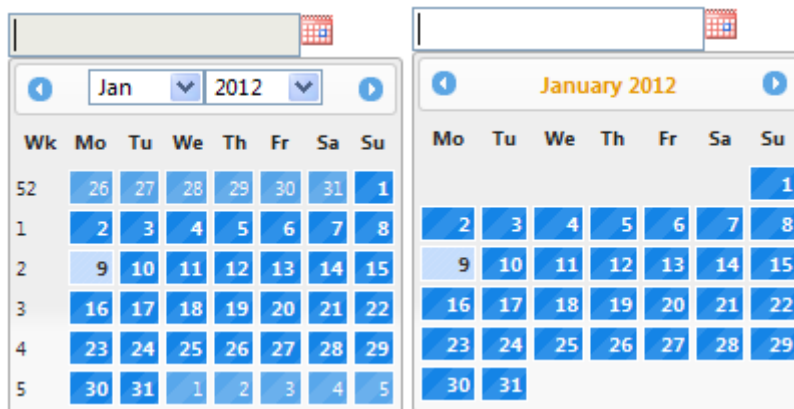 Jan 2012
Wk Mo Tu We Th Fr Sa Su
52 26 27 28 29 30 31 1
1 2 3 4 5 6 7 8
2 9 10 11 12 13 14 15
3 16 17 18 19 20 21 22
4 23 24 25 26 27 28 29
5 30 31 1 2 3 4 5
January 2012
Mo Tu We Th Fr Sa Su
1
2 3 4 5 6 7 8
9 10 11 12 13 14 15
16 17 18 19 20 21 22
23 24 25 26 27 28 29
30 31